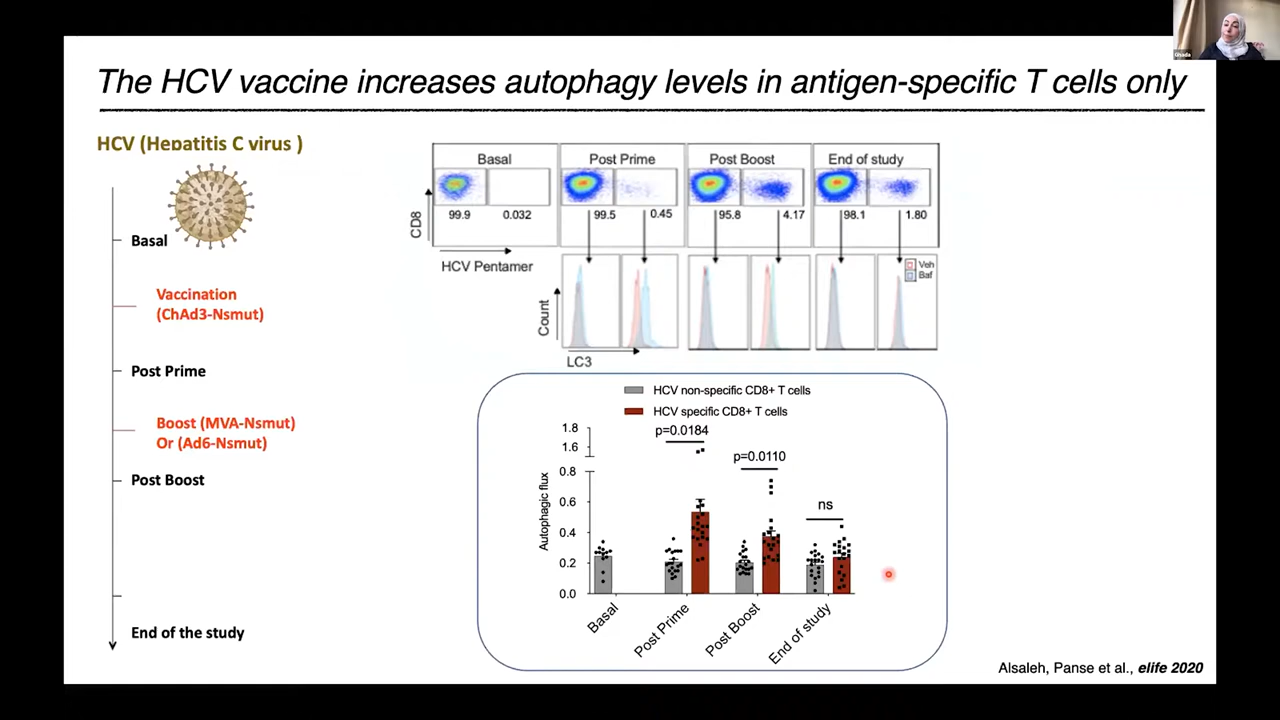 The HCV vaccine increases autophagy levels in antigen-specific T cells only
HCV (Hepatitis C virus )
Basal
Vaccination
(ChAd3-Nsmut)
Post Prime
Boost (MVA-Nsmut)
Or (Ad6-Nsmut)
Post Boost
End of the study
Basal
Post Prime
Post Boost
End of study
CD8
99.9
0.032
99.5
0.45
95.8
4.17
98.1
1.80
HCV Pentamer
Veh
Baf
Count
LC3
HCV non-specific CD8+ T cells
HCV specific CD8+ T cells
Autophagic flux
1.8
1.6
0.8
0.6
0.4
0.2
0.0
p=0.0184
p=0.0110
ns
Basal
Post Prime
Post Boost
End of study
Alsaleh, Panse et al., elife 2020
Ghada